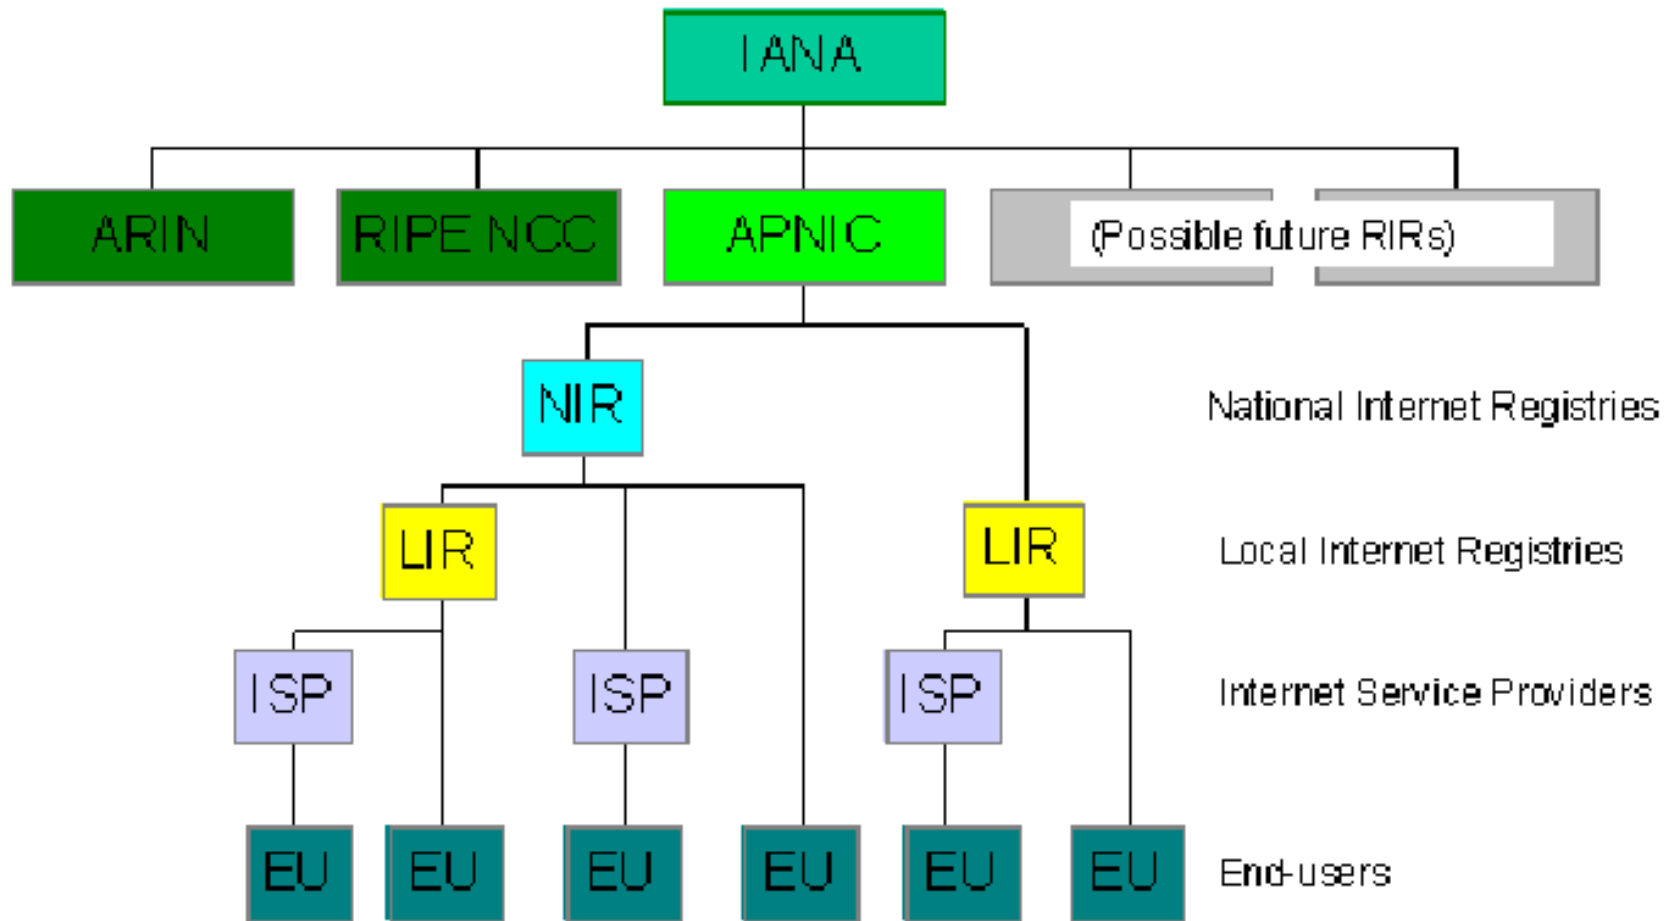 IANA
ARIN
RIPE NCC
APNIC
(Possible future RIRs)
NIR
National Internet Registries
LIR
LIR
Local Internet Registries
ISP
ISP
ISP
Internet Service Providers
EU
EU
EU
EU
EU
EU
End-users